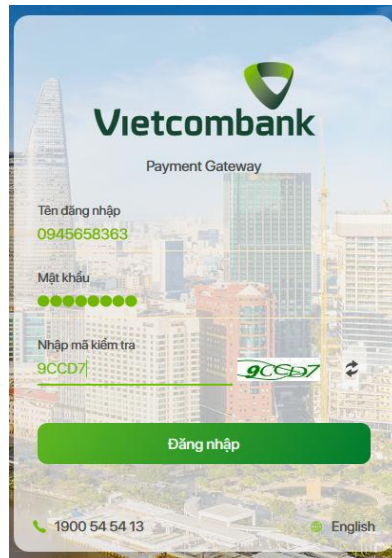 Vietcombank
Payment Gateway
Tên đăng nhập
0945658363
Mật khẩu
Nhập mã kiểm tra
9CCD7 9CCD7
Đăng nhập
1900 54 54 13 English